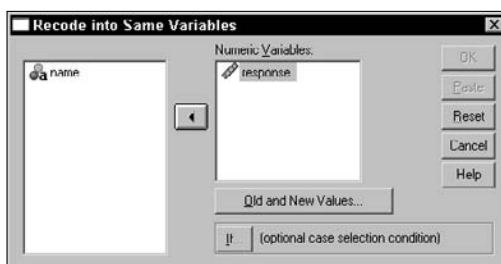 Recode into Same Variables
Numeric Variables:
name
response
OK
Paste
Reset
Cancel
Help
Old and New Values...
If...
(optional case selection condition)